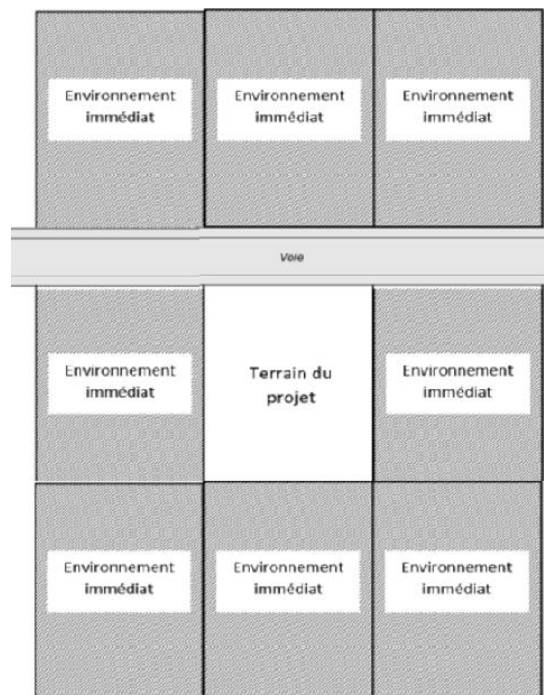 Environnement
immédiat
Environnement
immédiat
Environnement
immédiat
Voie
Environnement
immédiat
Terrain du
projet
Environnement
immédiat
Environnement
immédiat
Environnement
immédiat
Environnement
immédiat